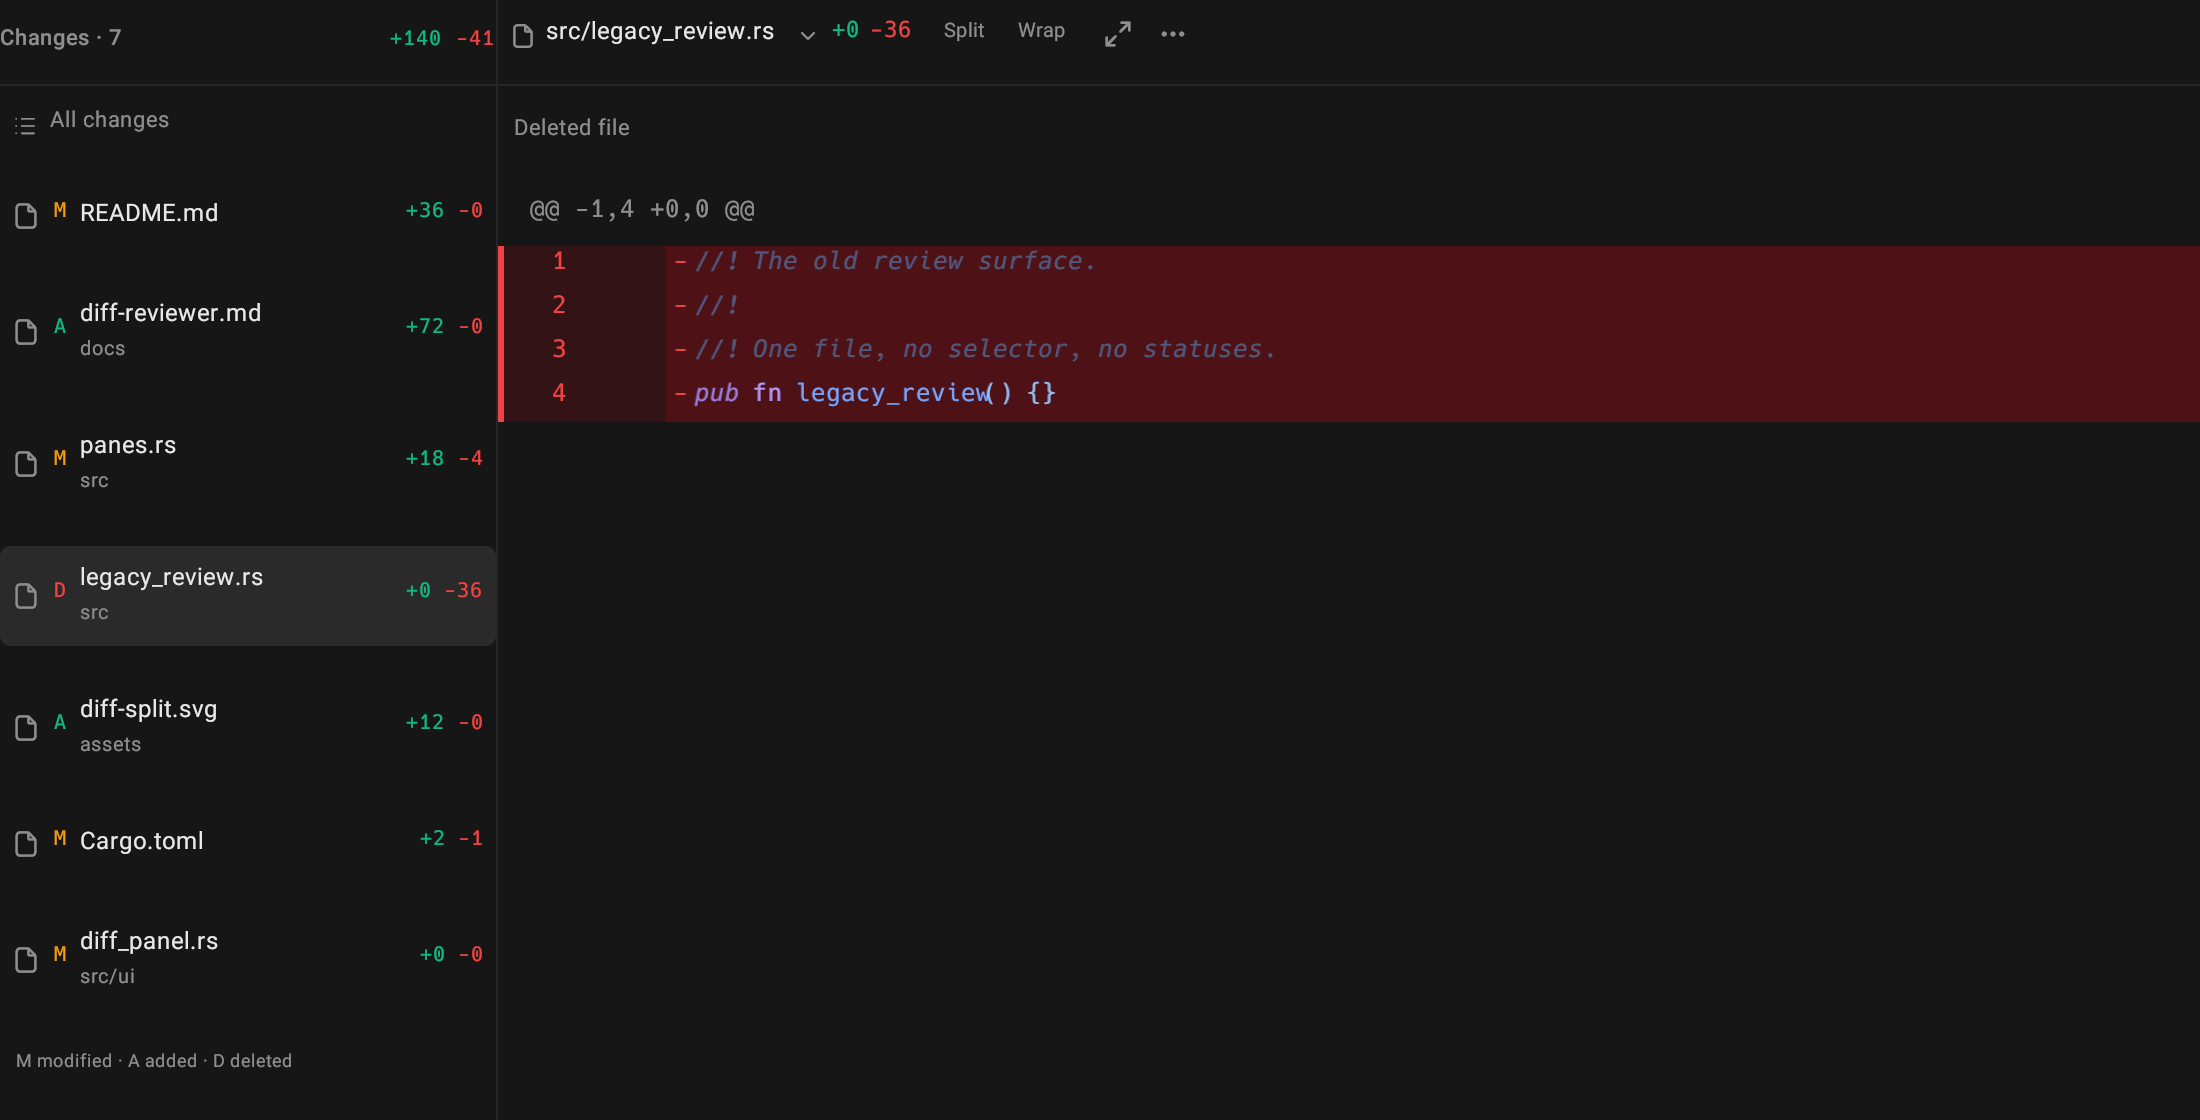 Changes · 7 +140 -41
All changes
M README.md +36 -0
A diff-reviewer.md +72 -0
docs
M panes.rs +18 -4
src
D legacy_review.rs +0 -36
src
A diff-split.svg +12 -0
assets
M Cargo.toml +2 -1
M diff_panel.rs +0 -0
src/ui
M modified · A added · D deleted
src/legacy_review.rs +0 -36 Split Wrap
Deleted file
@@ -1,4 +0,0 @@
1 - //! The old review surface.
2 - //!
3 - //! One file, no selector, no statuses.
4 - pub fn legacy_review() {}